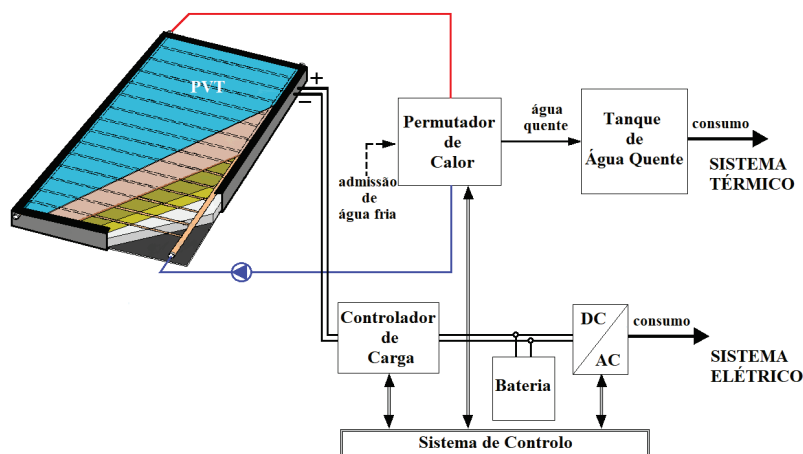 PVT
+
−
Permutador
de
Calor
água
quente
Tanque
de
Água Quente
consumo
SISTEMA
TÉRMICO
admissão
de
água fria
Controlador
de
Carga
Bateria
DC
AC
consumo
SISTEMA
ELÉTRICO
Sistema de Controlo